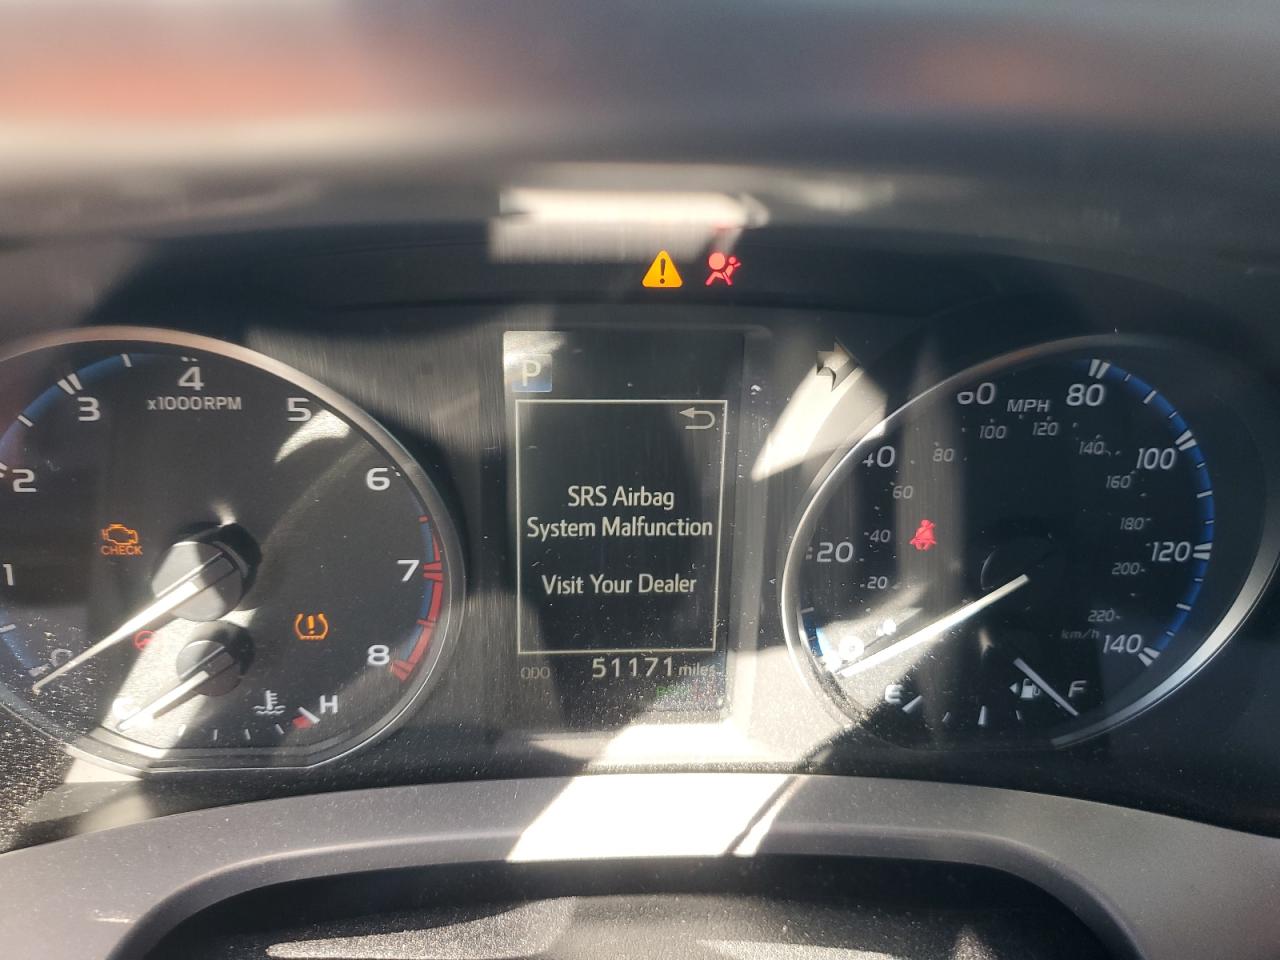 1
2
3
4
5
6
7
8
x1000RPM
CHECK
H
P
SRS Airbag
System Malfunction
Visit Your Dealer
ODO 51171 miles
0
20
40
60
80
100
120
140
MPH
20
40
60
80
100
120
140
160
180
200
220
km/h
E
F